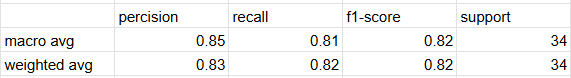 percision recall f1-score support
macro avg 0.85 0.81 0.82 34
weighted avg 0.83 0.82 0.82 34